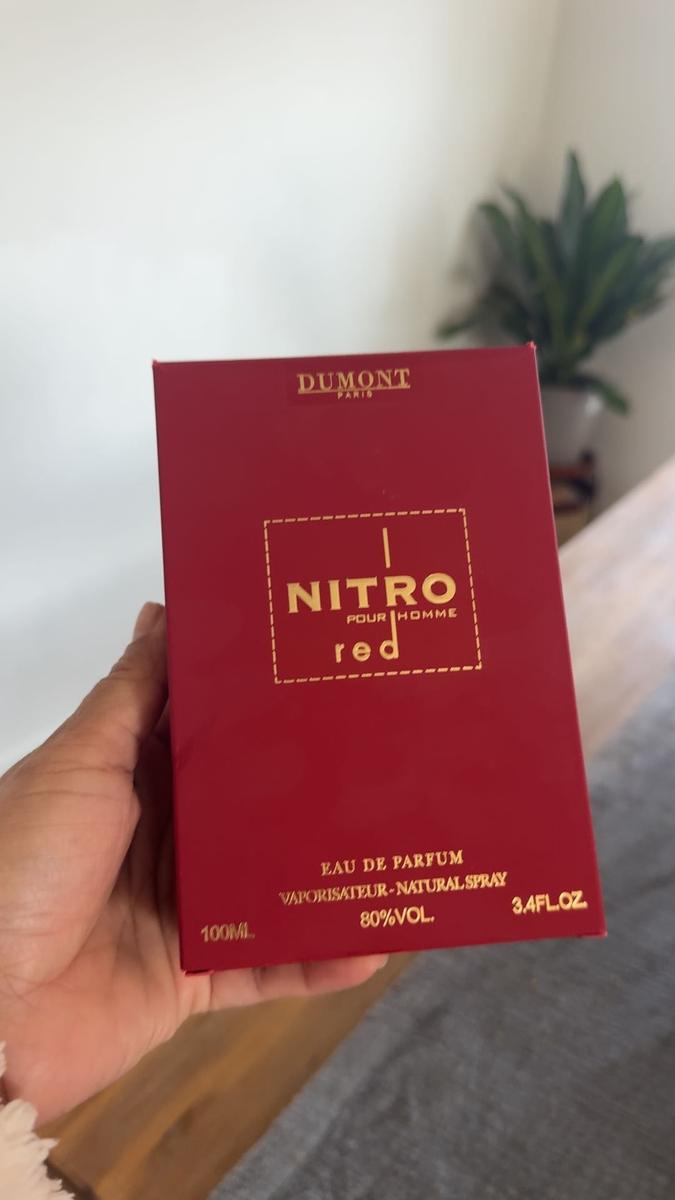 DUMONT
PARIS
NITRO
POUR HOMME
red
EAU DE PARFUM
VAPORISATEUR-NATURAL SPRAY
80%VOL.
100ML.
3.4FL.OZ.